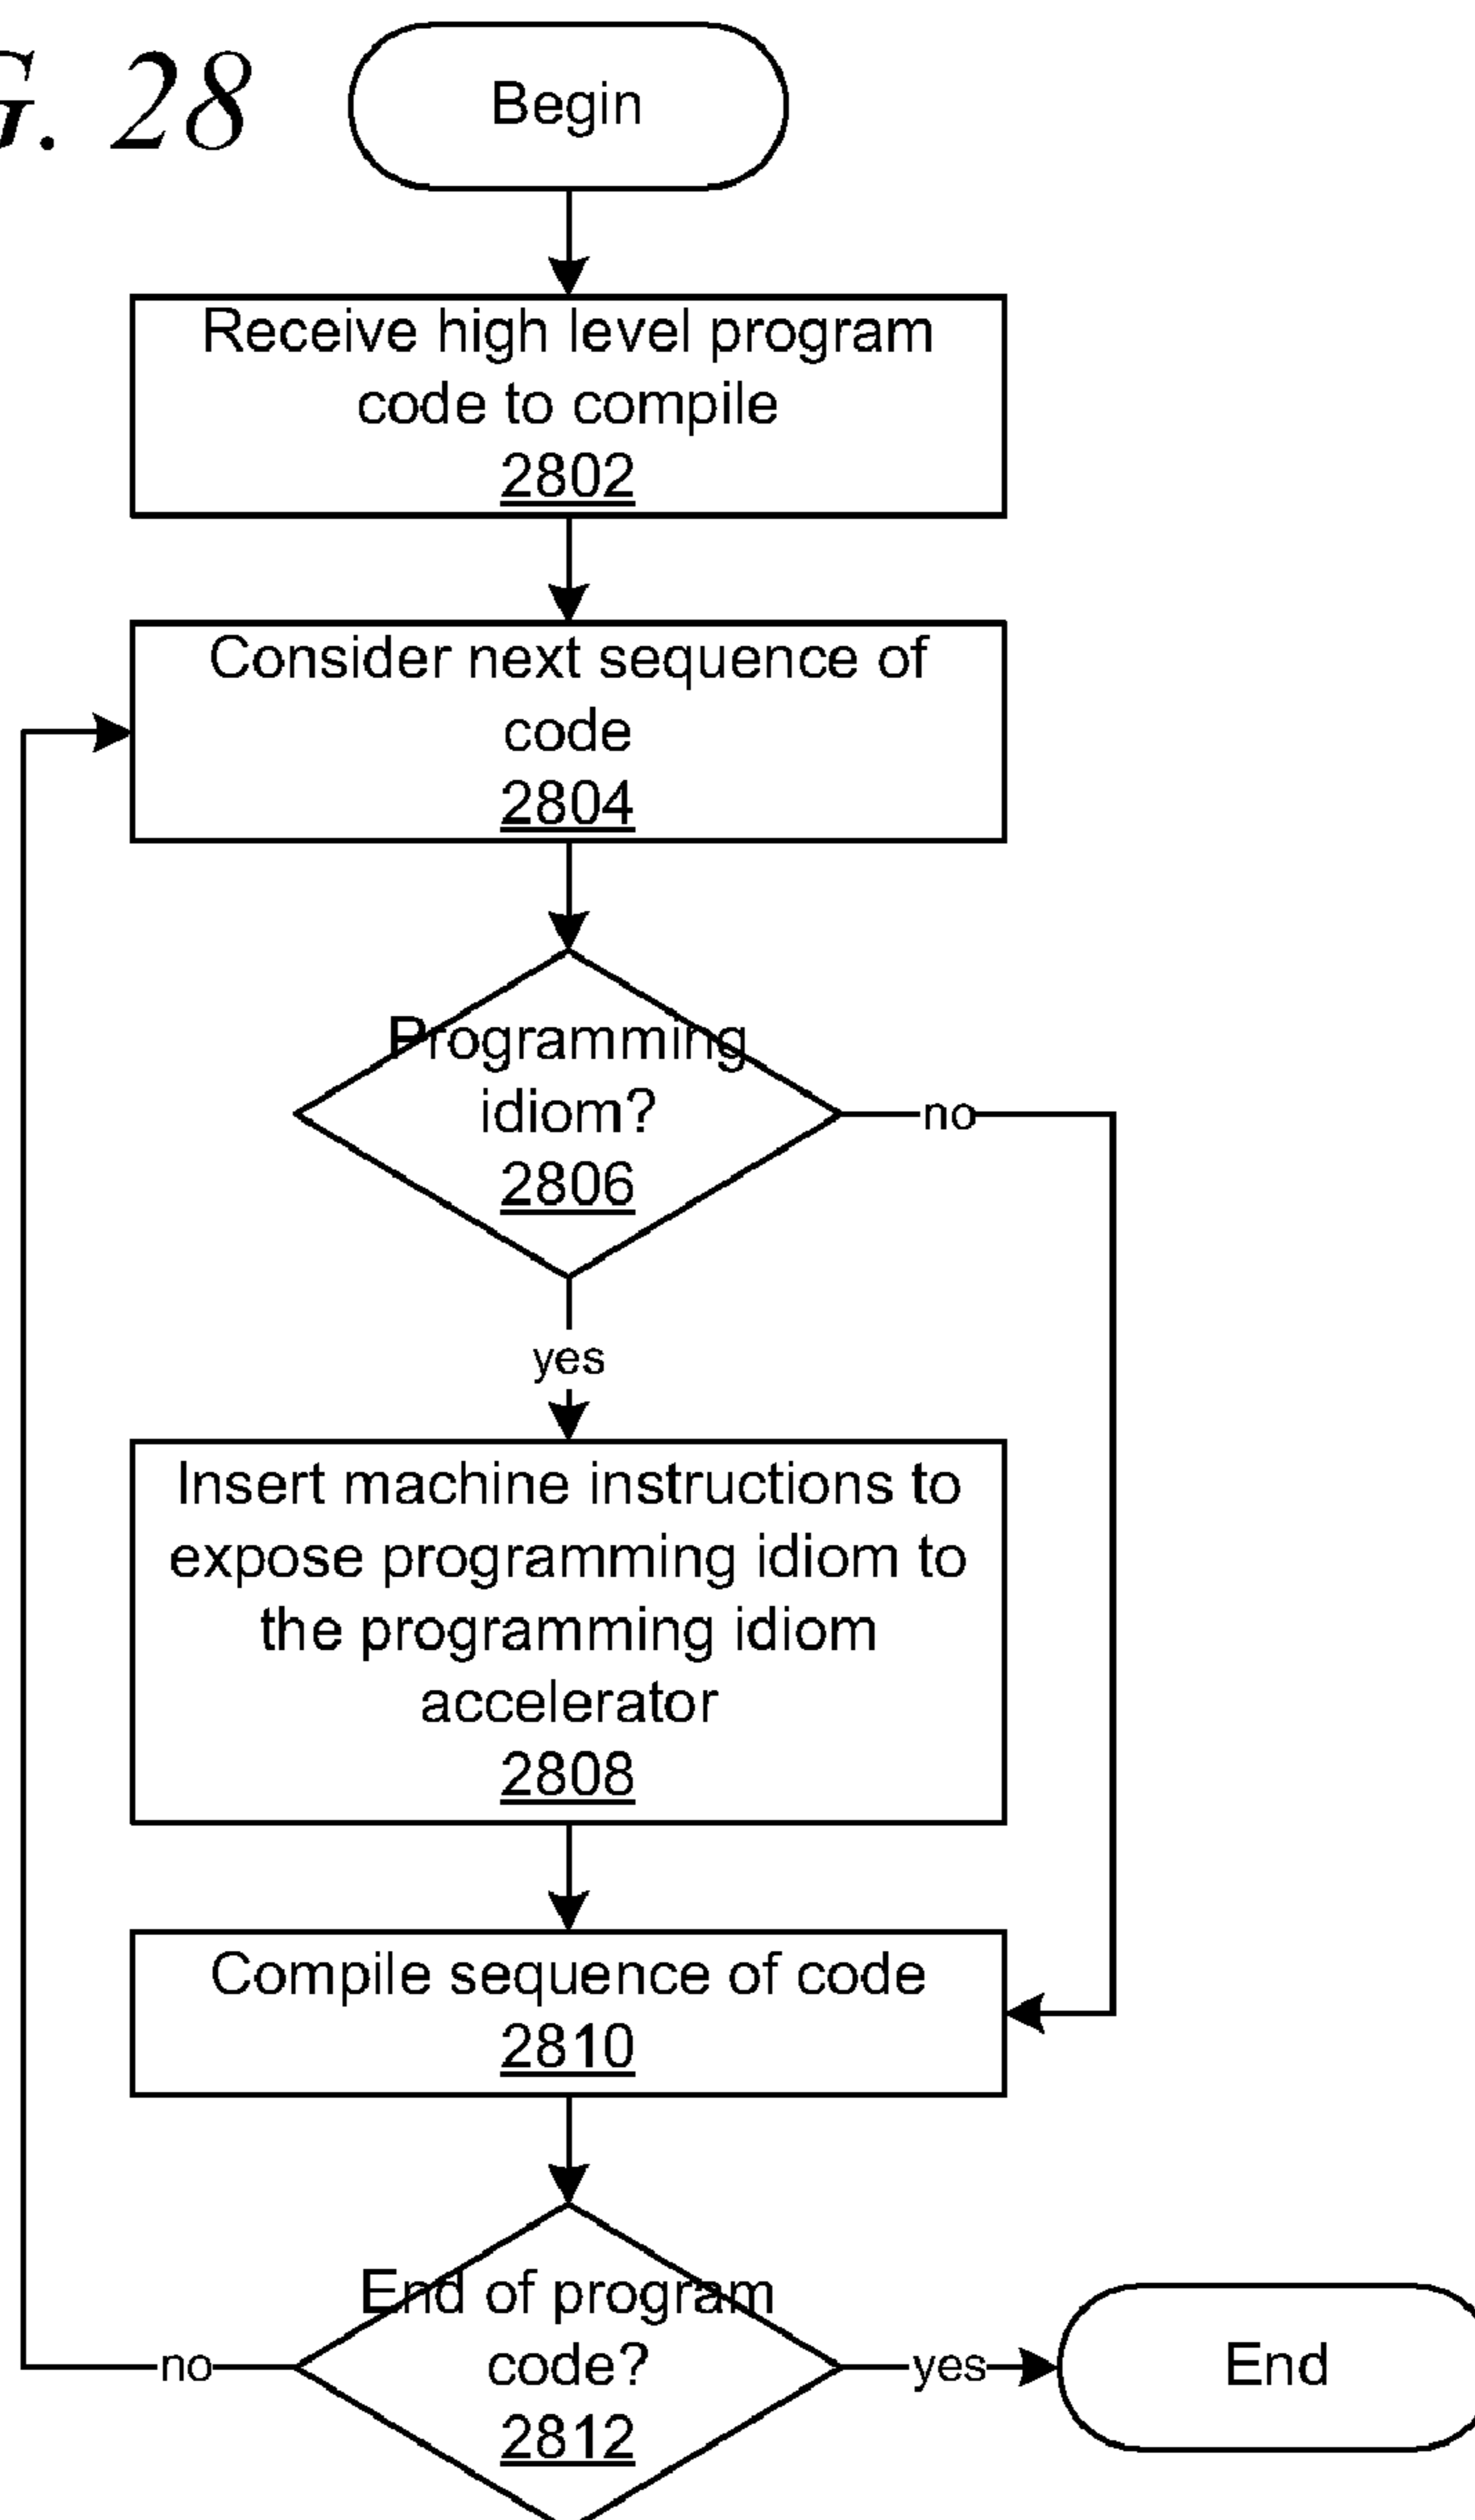 G. 28
Begin
Receive high level program
code to compile
2802
Consider next sequence of
code
2804
Programming
idiom?
2806
no
yes
Insert machine instructions to
expose programming idiom to
the programming idiom
accelerator
2808
Compile sequence of code
2810
End of program
code?
2812
no
yes
End